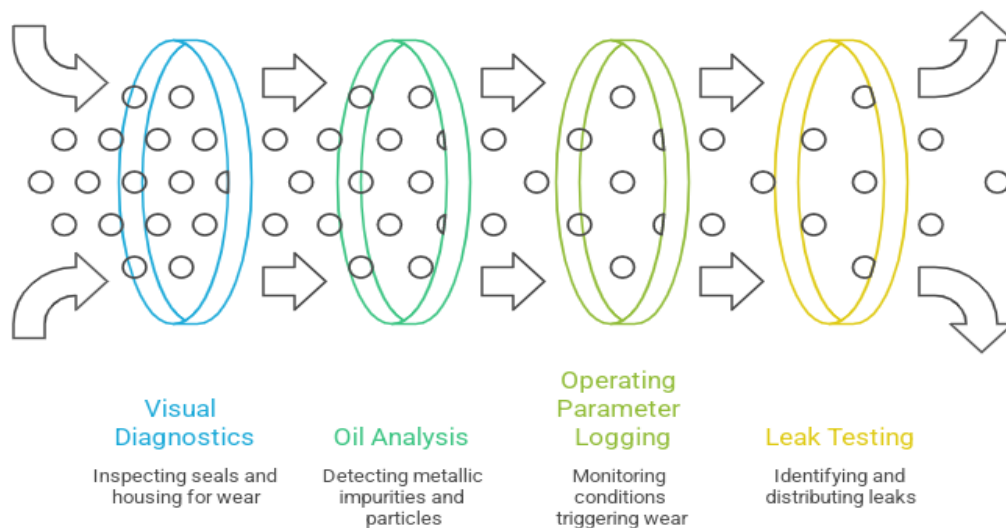 Visual
Diagnostics
Inspecting seals and
housing for wear
Oil Analysis
Detecting metallic
impurities and
particles
Operating
Parameter
Logging
Monitoring
conditions
triggering wear
Leak Testing
Identifying and
distributing leaks